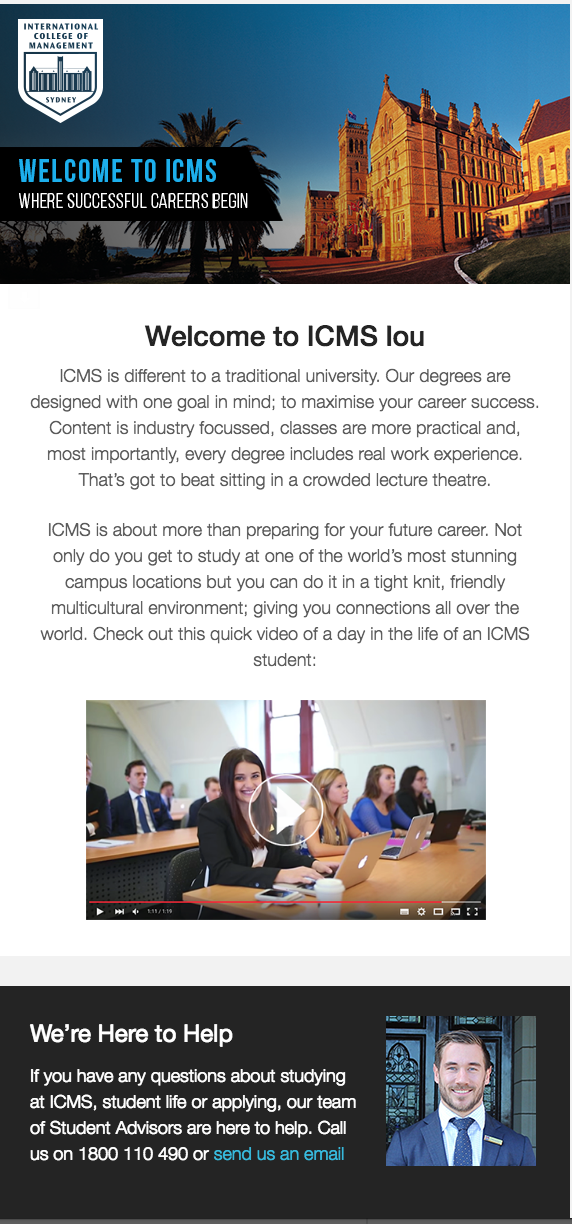 INTERNATIONAL
COLLEGE OF
MANAGEMENT
SYDNEY
WELCOME TO ICMS
WHERE SUCCESSFUL CAREERS BEGIN
Welcome to ICMS lou
ICMS is different to a traditional university. Our degrees are
designed with one goal in mind; to maximise your career success.
Content is industry focussed, classes are more practical and,
most importantly, every degree includes real work experience.
That’s got to beat sitting in a crowded lecture theatre.
ICMS is about more than preparing for your future career. Not
only do you get to study at one of the world’s most stunning
campus locations but you can do it in a tight knit, friendly
multicultural environment; giving you connections all over the
world. Check out this quick video of a day in the life of an ICMS
student:
1:11 / 1:19
We’re Here to Help
If you have any questions about studying
at ICMS, student life or applying, our team
of Student Advisors are here to help. Call
us on 1800 110 490 or send us an email